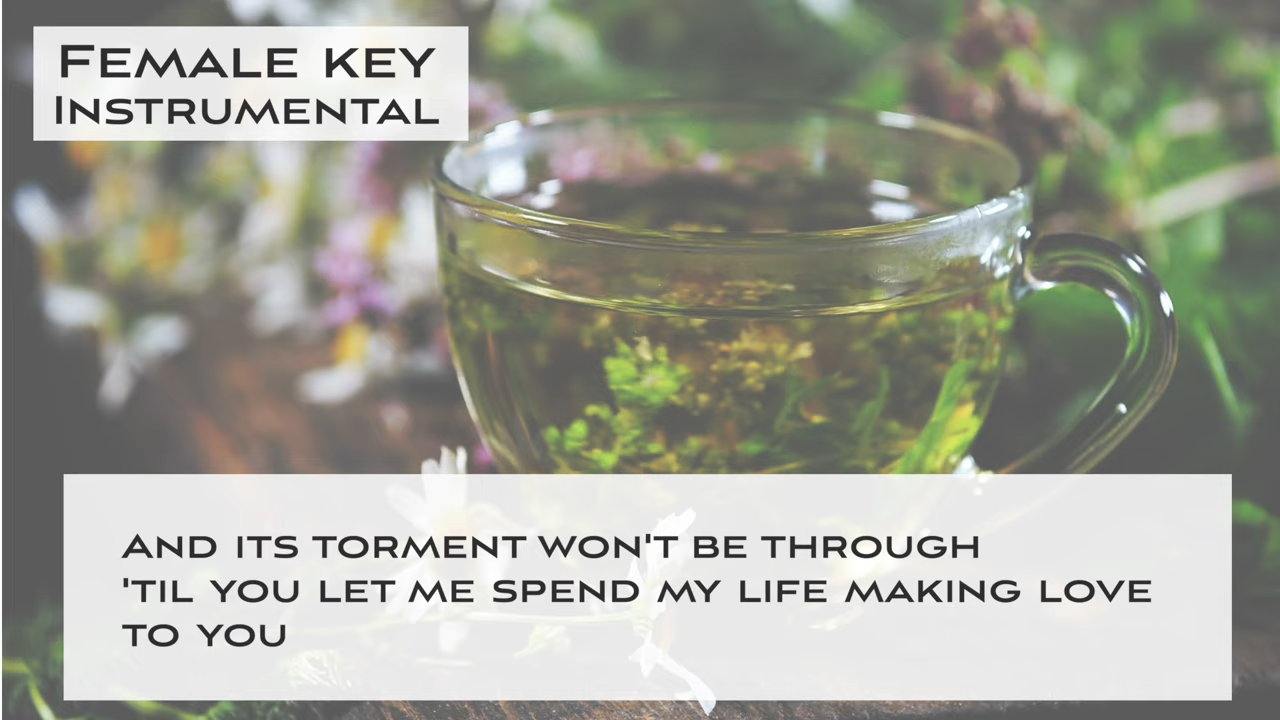 Female key
Instrumental
And its torment won't be through
'til you let me spend my life making love
to you